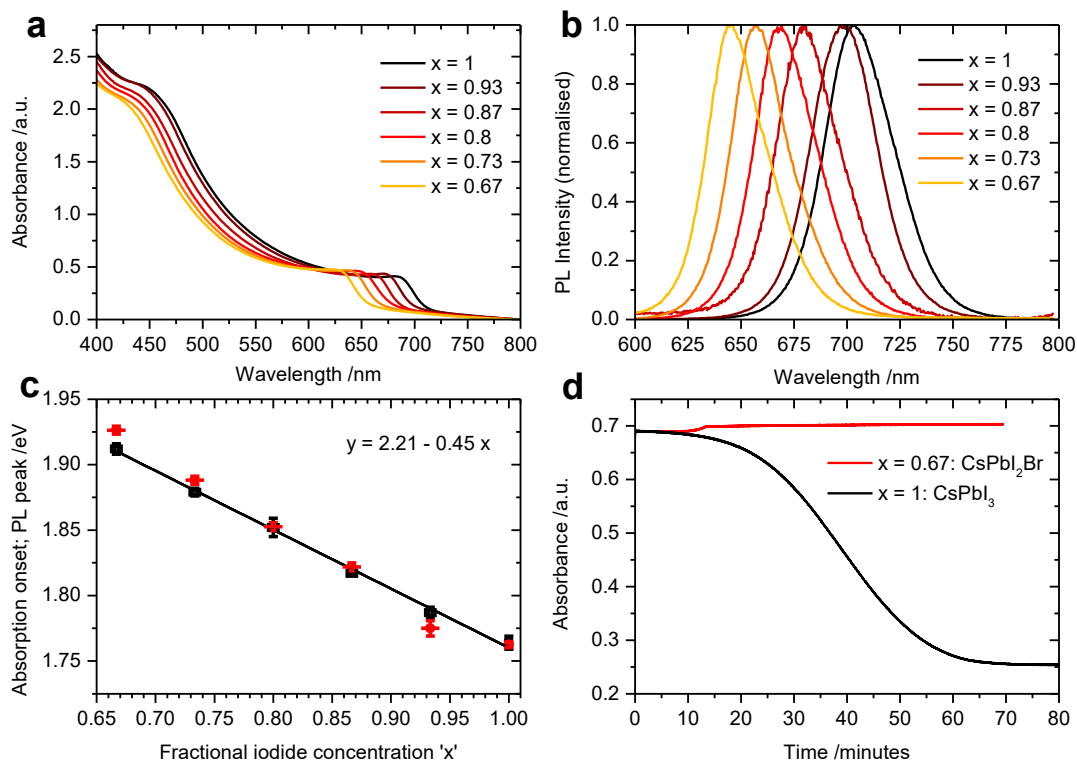 a
2.5
2.0
1.5
1.0
0.5
0.0
Absorbance /a.u.
x = 1
x = 0.93
x = 0.87
x = 0.8
x = 0.73
x = 0.67
400 450 500 550 600 650 700 750 800
Wavelength /nm
b
1.0
0.8
0.6
0.4
0.2
0.0
PL Intensity (normalised)
x = 1
x = 0.93
x = 0.87
x = 0.8
x = 0.73
x = 0.67
600 625 650 675 700 725 750 775 800
Wavelength /nm
c
1.95
1.90
1.85
1.80
1.75
Absorption onset; PL peak /eV
y = 2.21 - 0.45 x
0.65 0.70 0.75 0.80 0.85 0.90 0.95 1.00
Fractional iodide concentration 'x'
d
0.7
0.6
0.5
0.4
0.3
0.2
Absorbance /a.u.
x = 0.67: CsPbI₂Br
x = 1: CsPbI₃
0 10 20 30 40 50 60 70 80
Time /minutes